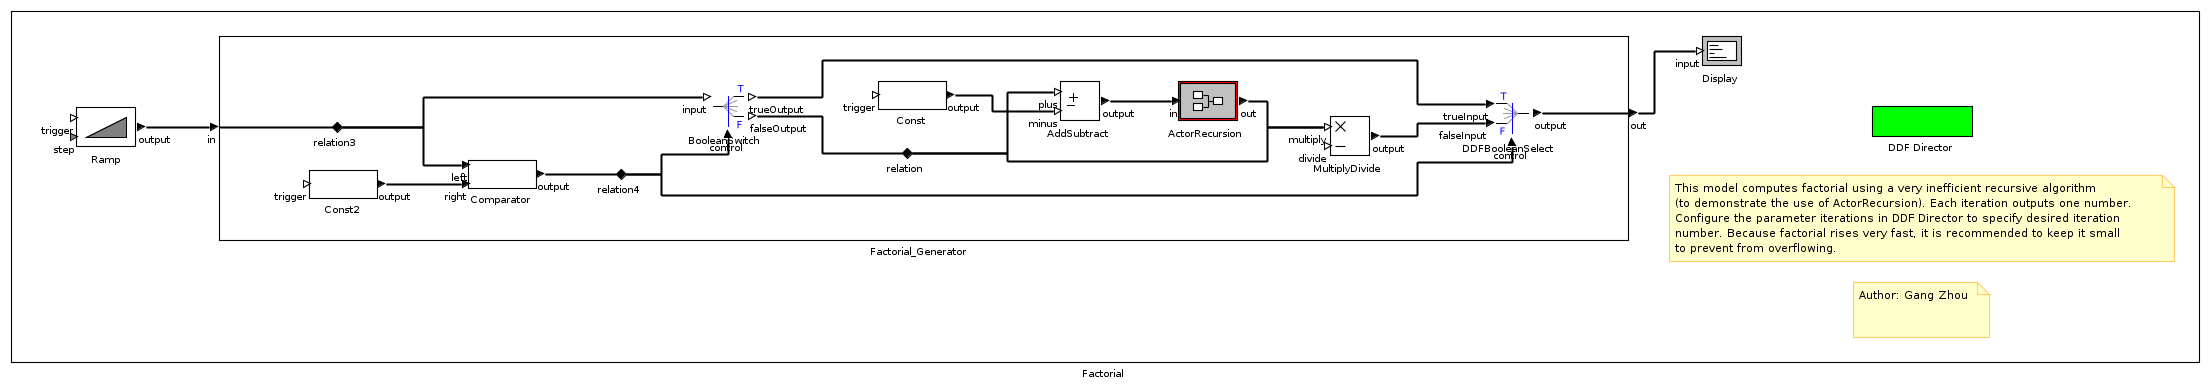 trigger
step
output
Ramp
in
relation3
trigger
output
Const2
left
right
output
Comparator
relation4
input
T
F
trueOutput
falseOutput
BooleanSwitch
control
trigger
output
Const
relation
plus
minus
output
AddSubtract
in
out
ActorRecursion
multiply
divide
output
MultiplyDivide
trueInput
falseInput
T
F
output
DDFBooleanSelect
control
out
Factorial_Generator
input
Display
DDF Director
This model computes factorial using a very inefficient recursive algorithm
(to demonstrate the use of ActorRecursion). Each iteration outputs one number.
Configure the parameter iterations in DDF Director to specify desired iteration
number. Because factorial rises very fast, it is recommended to keep it small
to prevent from overflowing.
Author: Gang Zhou
Factorial